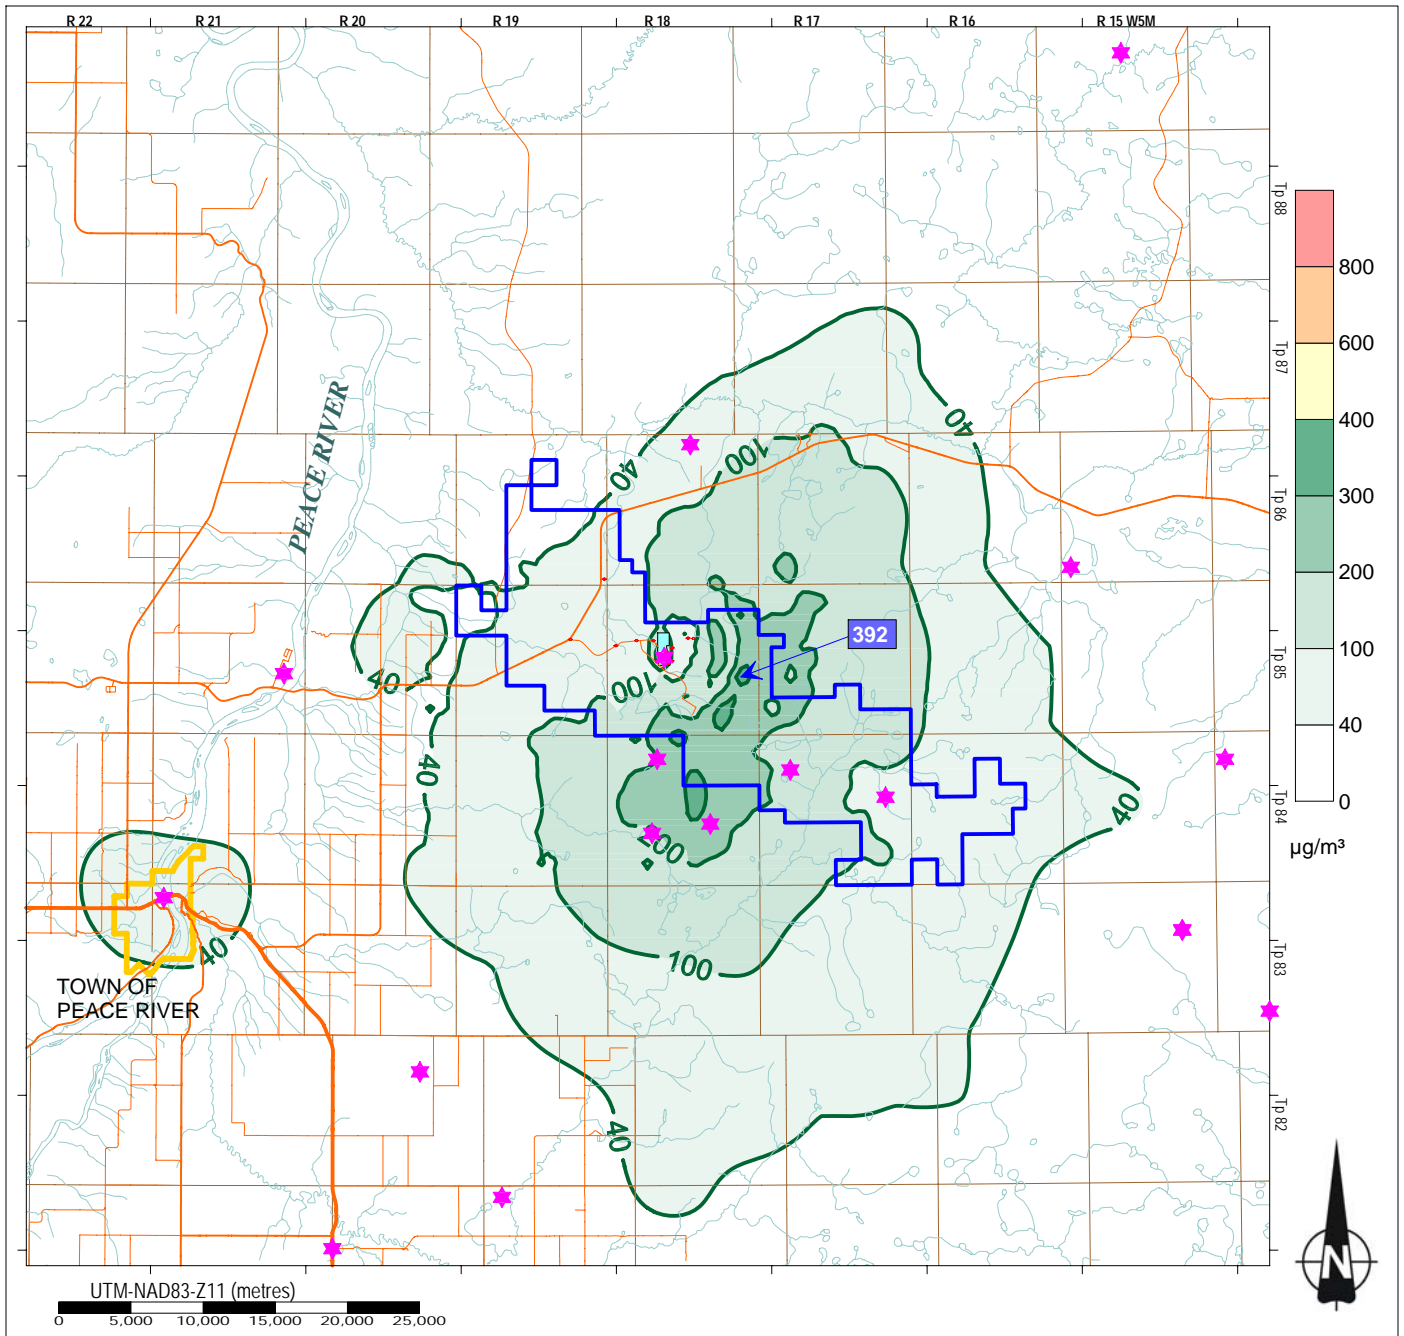 R 22 R 21 R 20 R 19 R 18 R 17 R 16 R 15 W5M
Tp 88
Tp 87
Tp 86
Tp 85
Tp 84
Tp 83
Tp 82
PEACE RIVER
40
100
40
40
100
392
40
40
200
100
40
40
TOWN OF
PEACE RIVER
800
600
400
300
200
100
40
0
µg/m³
N
UTM-NAD83-Z11 (metres)
0 5,000 10,000 15,000 20,000 25,000